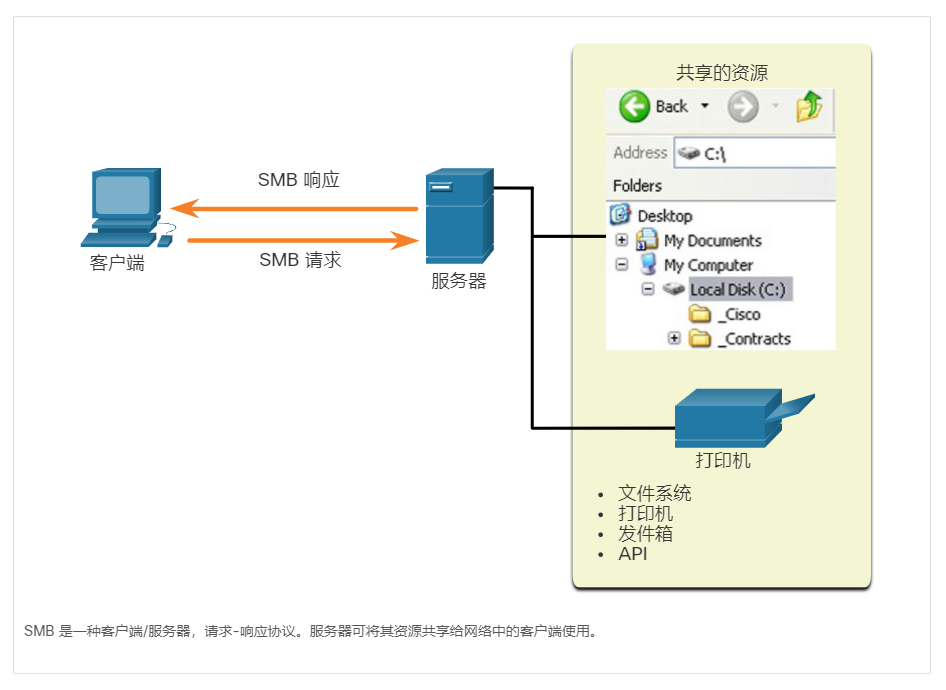 共享的资源
Back
Address C:\
Folders
Desktop
My Documents
My Computer
Local Disk (C:)
_Cisco
_Contracts
SMB 响应
SMB 请求
客户端
服务器
打印机
• 文件系统
• 打印机
• 发件箱
• API
SMB 是一种客户端/服务器，请求-响应协议。服务器可将其资源共享给网络中的客户端使用。